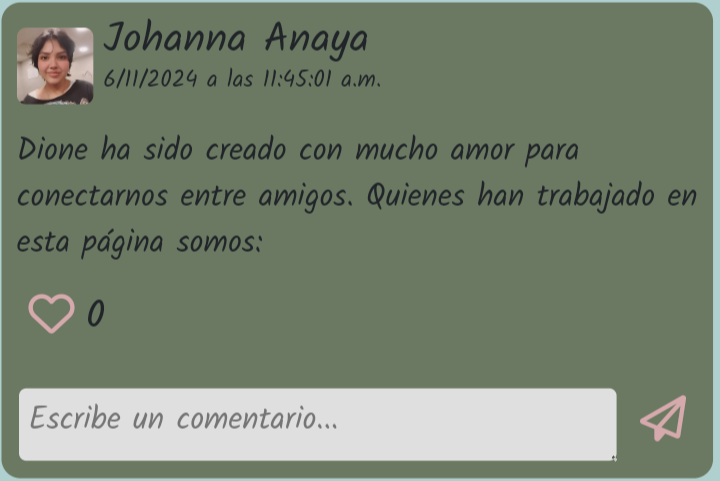 Johanna Anaya
6/11/2024 a las 11:45:01 a.m.
Dione ha sido creado con mucho amor para
conectarnos entre amigos. Quienes han trabajado en
esta página somos:
0
Escribe un comentario...